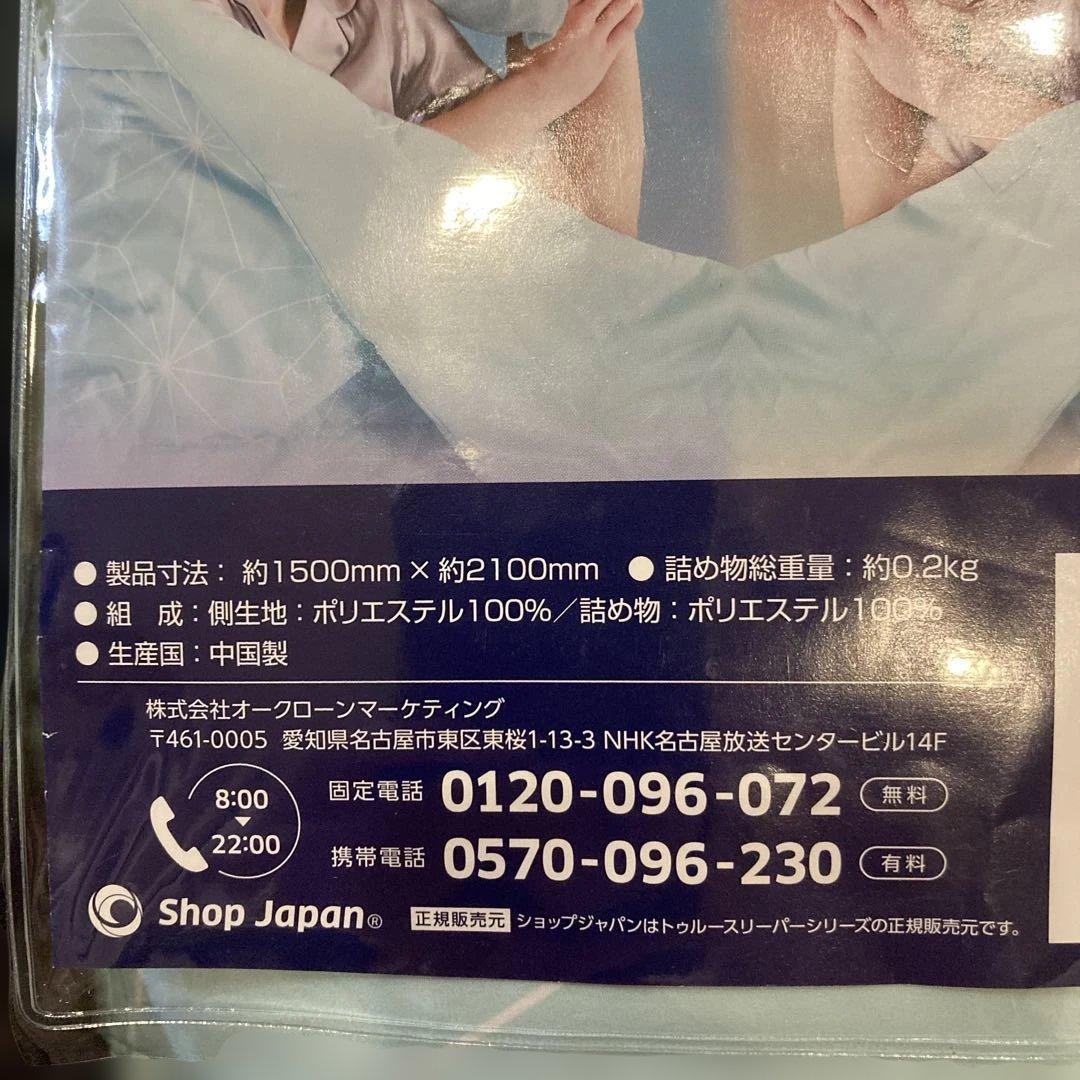 ●製品寸法：約1500mm×約2100mm ●詰め物総重量：約0.2kg
●組 成：側生地：ポリエステル100%／詰め物：ポリエステル100%
●生産国：中国製
株式会社オークローンマーケティング
〒461-0005 愛知県名古屋市東区東桜1-13-3 NHK名古屋放送センタービル14F
8:00
22:00
固定電話 0120-096-072 無料
携帯電話 0570-096-230 有料
Shop Japan® 正規販売元 ショップジャパンはトゥルースリーパーシリーズの正規販売元です。